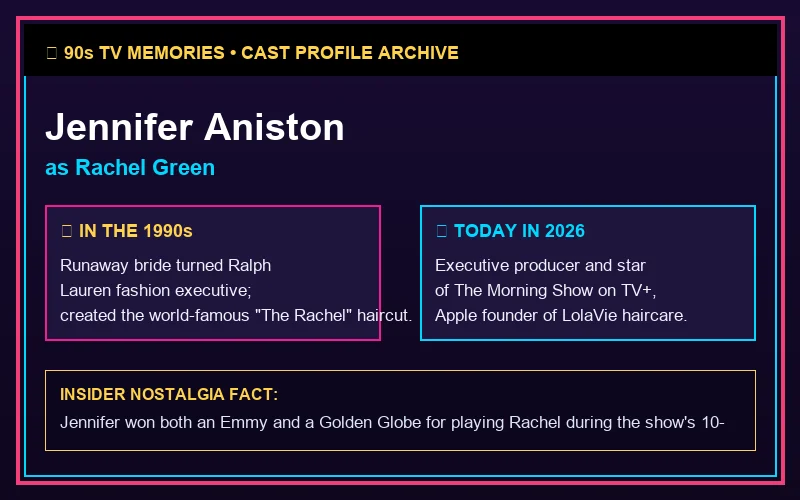 90s TV MEMORIES • CAST PROFILE ARCHIVE
Jennifer Aniston
as Rachel Green
IN THE 1990s
Runaway bride turned Ralph
Lauren fashion executive;
created the world-famous "The Rachel" haircut.
TODAY IN 2026
Executive producer and star
of The Morning Show on TV+,
Apple founder of LolaVie haircare.
INSIDER NOSTALGIA FACT:
Jennifer won both an Emmy and a Golden Globe for playing Rachel during the show's 10-